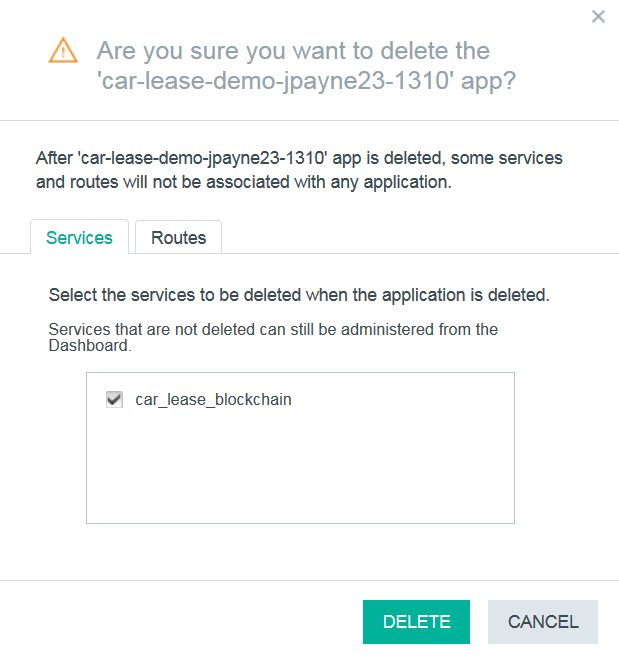 Are you sure you want to delete the
'car-lease-demo-jpayne23-1310' app?
After 'car-lease-demo-jpayne23-1310' app is deleted, some services
and routes will not be associated with any application.
Services
Routes
Select the services to be deleted when the application is deleted.
Services that are not deleted can still be administered from the
Dashboard.
car_lease_blockchain
DELETE
CANCEL